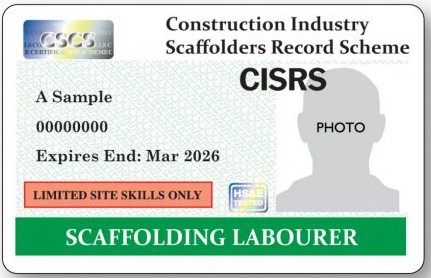 Construction Industry
Scaffolders Record Scheme
CSCS
CISRS
A Sample
00000000
PHOTO
Expires End: Mar 2026
LIMITED SITE SKILLS ONLY
HS&E
TESTED
SCAFFOLDING LABOURER